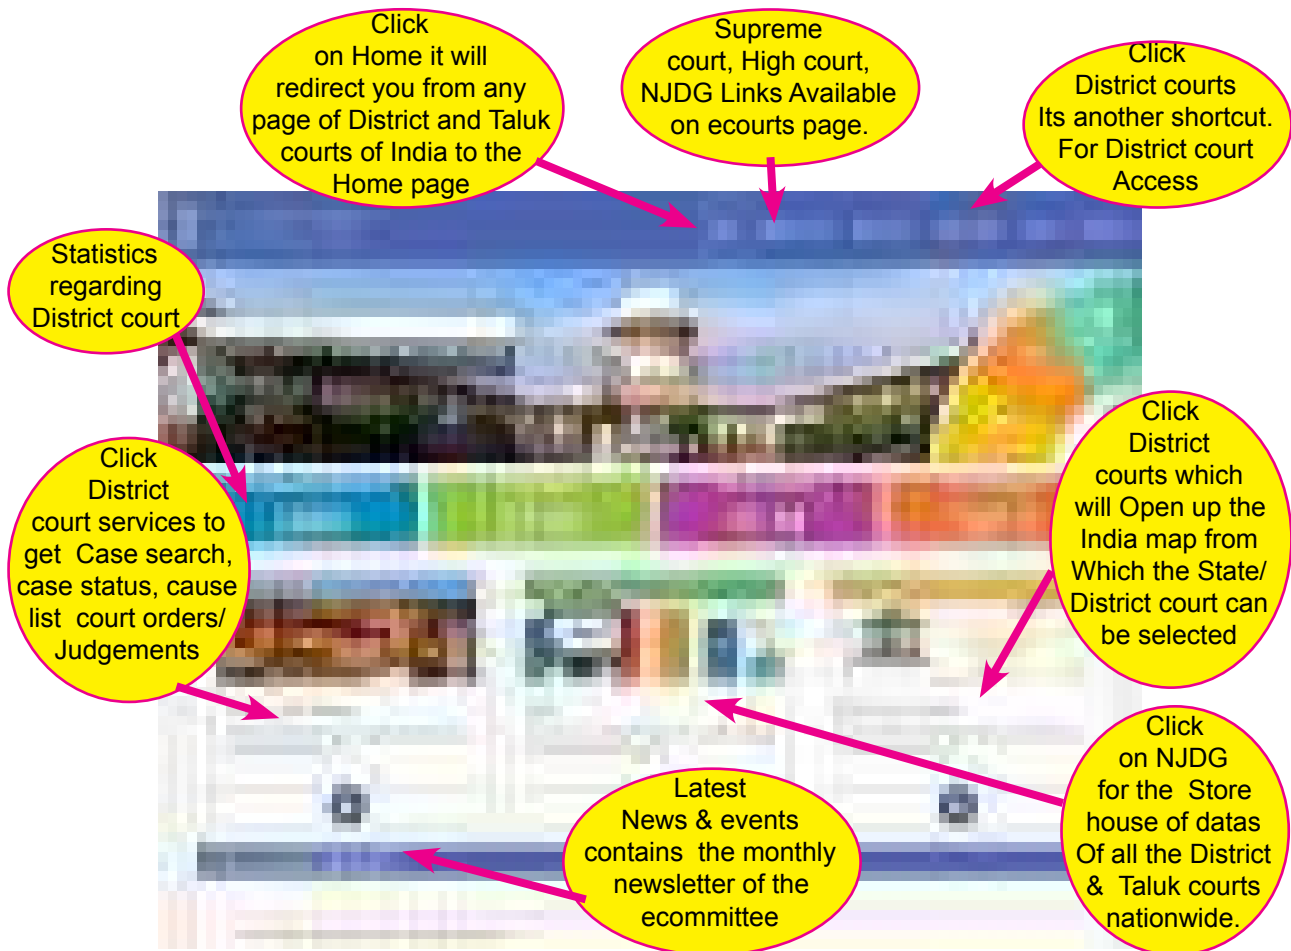 Click
on Home it will
redirect you from any
page of District and Taluk
courts of India to the
Home page
Supreme
court, High court,
NJDG Links Available
on ecourts page.
Click
District courts
Its another shortcut.
For District court
Access
Statistics
regarding
District court
Click
District
court services to
get Case search,
case status, cause
list court orders/
Judgements
Click
District
courts which
will Open up the
India map from
Which the State/
District court can
be selected
Latest
News & events
contains the monthly
newsletter of the
ecommittee
Click
on NJDG
for the Store
house of datas
Of all the District
& Taluk courts
nationwide.